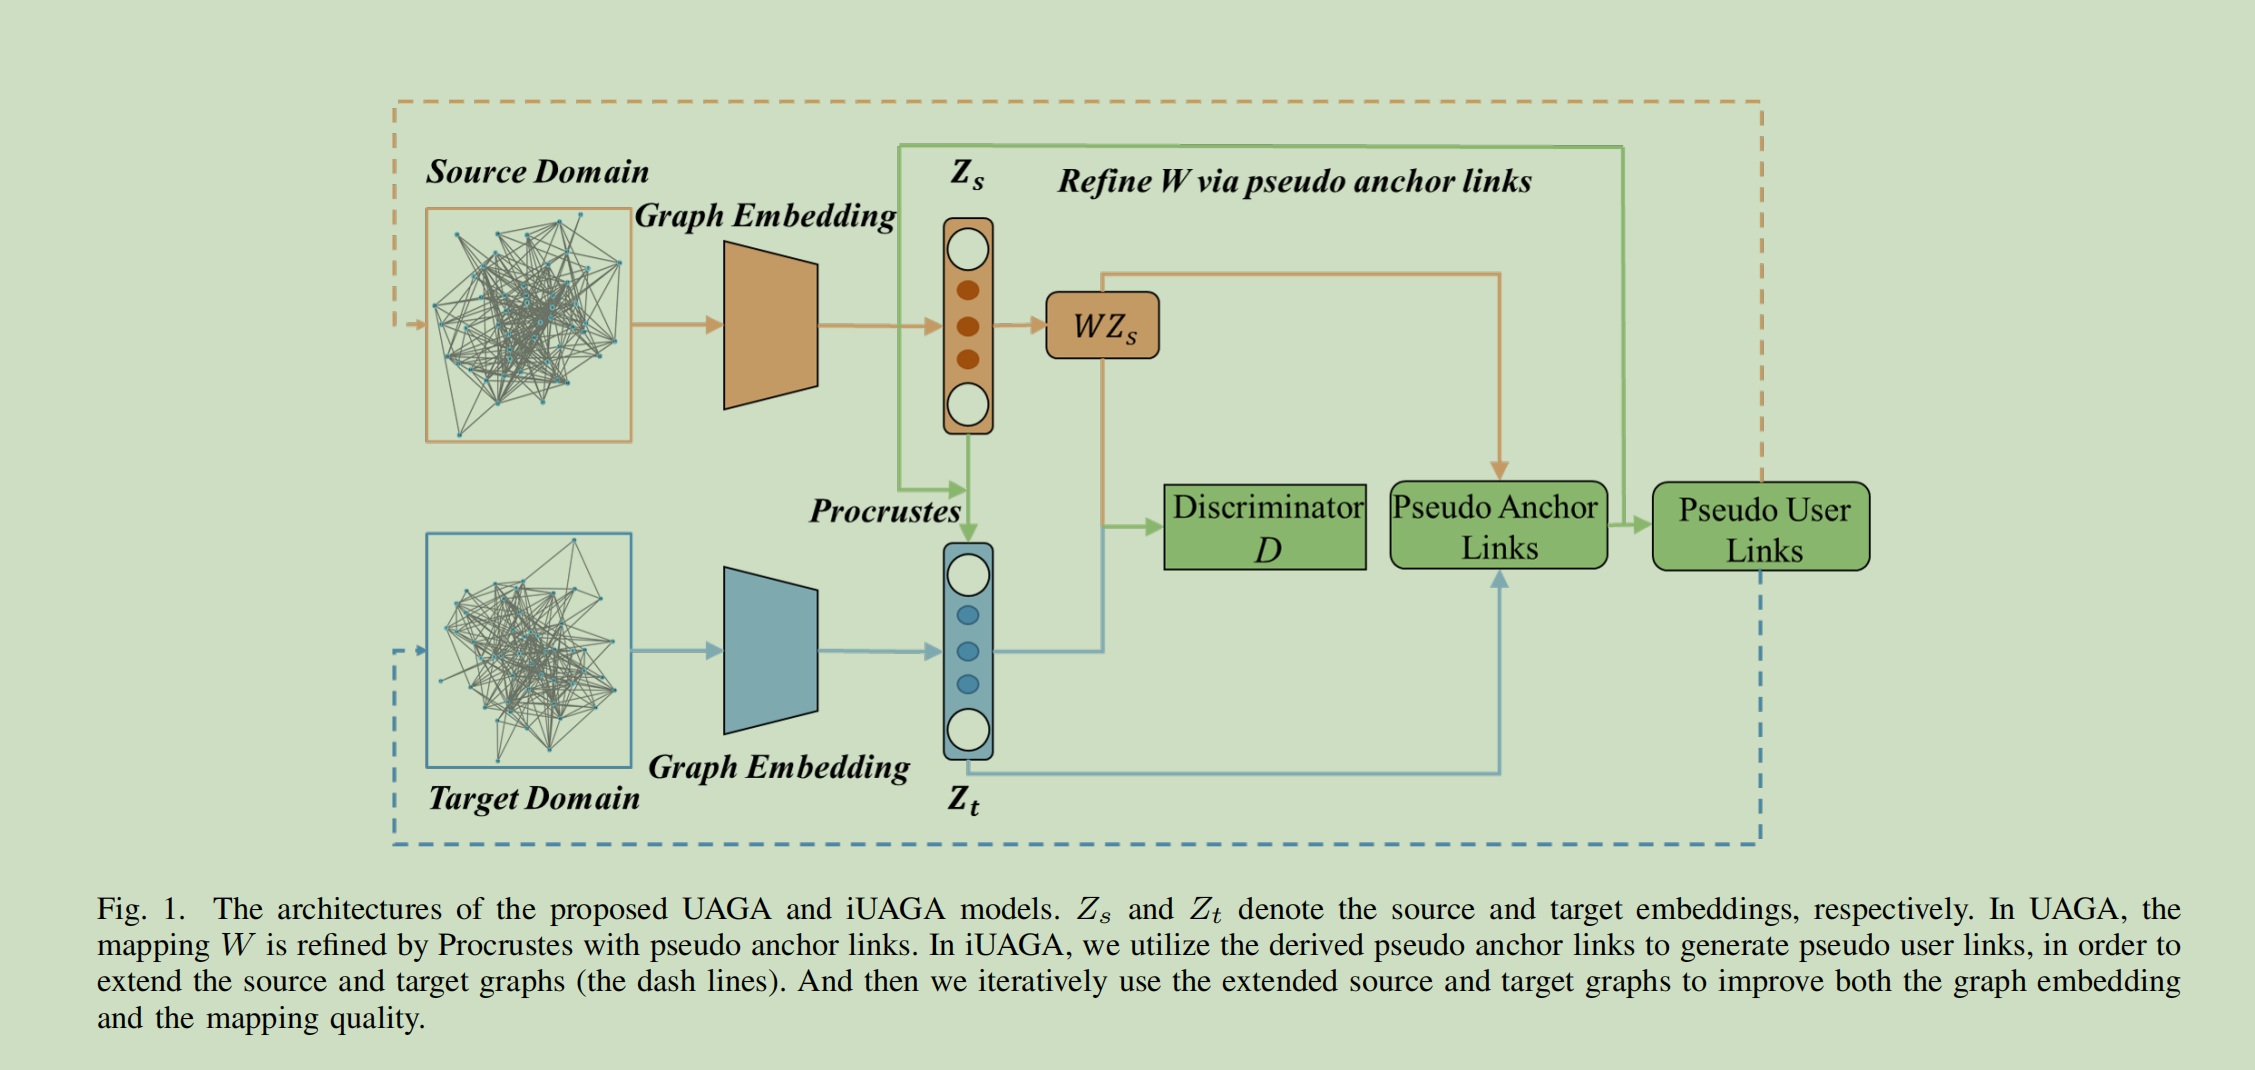 Source Domain
Graph Embedding
Zs
Refine W via pseudo anchor links
WZs
Procrustes
Discriminator
D
Pseudo Anchor
Links
Pseudo User
Links
Graph Embedding
Target Domain
Zt
Fig. 1. The architectures of the proposed UAGA and iUAGA models. Zs and Zt denote the source and target embeddings, respectively. In UAGA, the
mapping W is refined by Procrustes with pseudo anchor links. In iUAGA, we utilize the derived pseudo anchor links to generate pseudo user links, in order to
extend the source and target graphs (the dash lines). And then we iteratively use the extended source and target graphs to improve both the graph embedding
and the mapping quality.